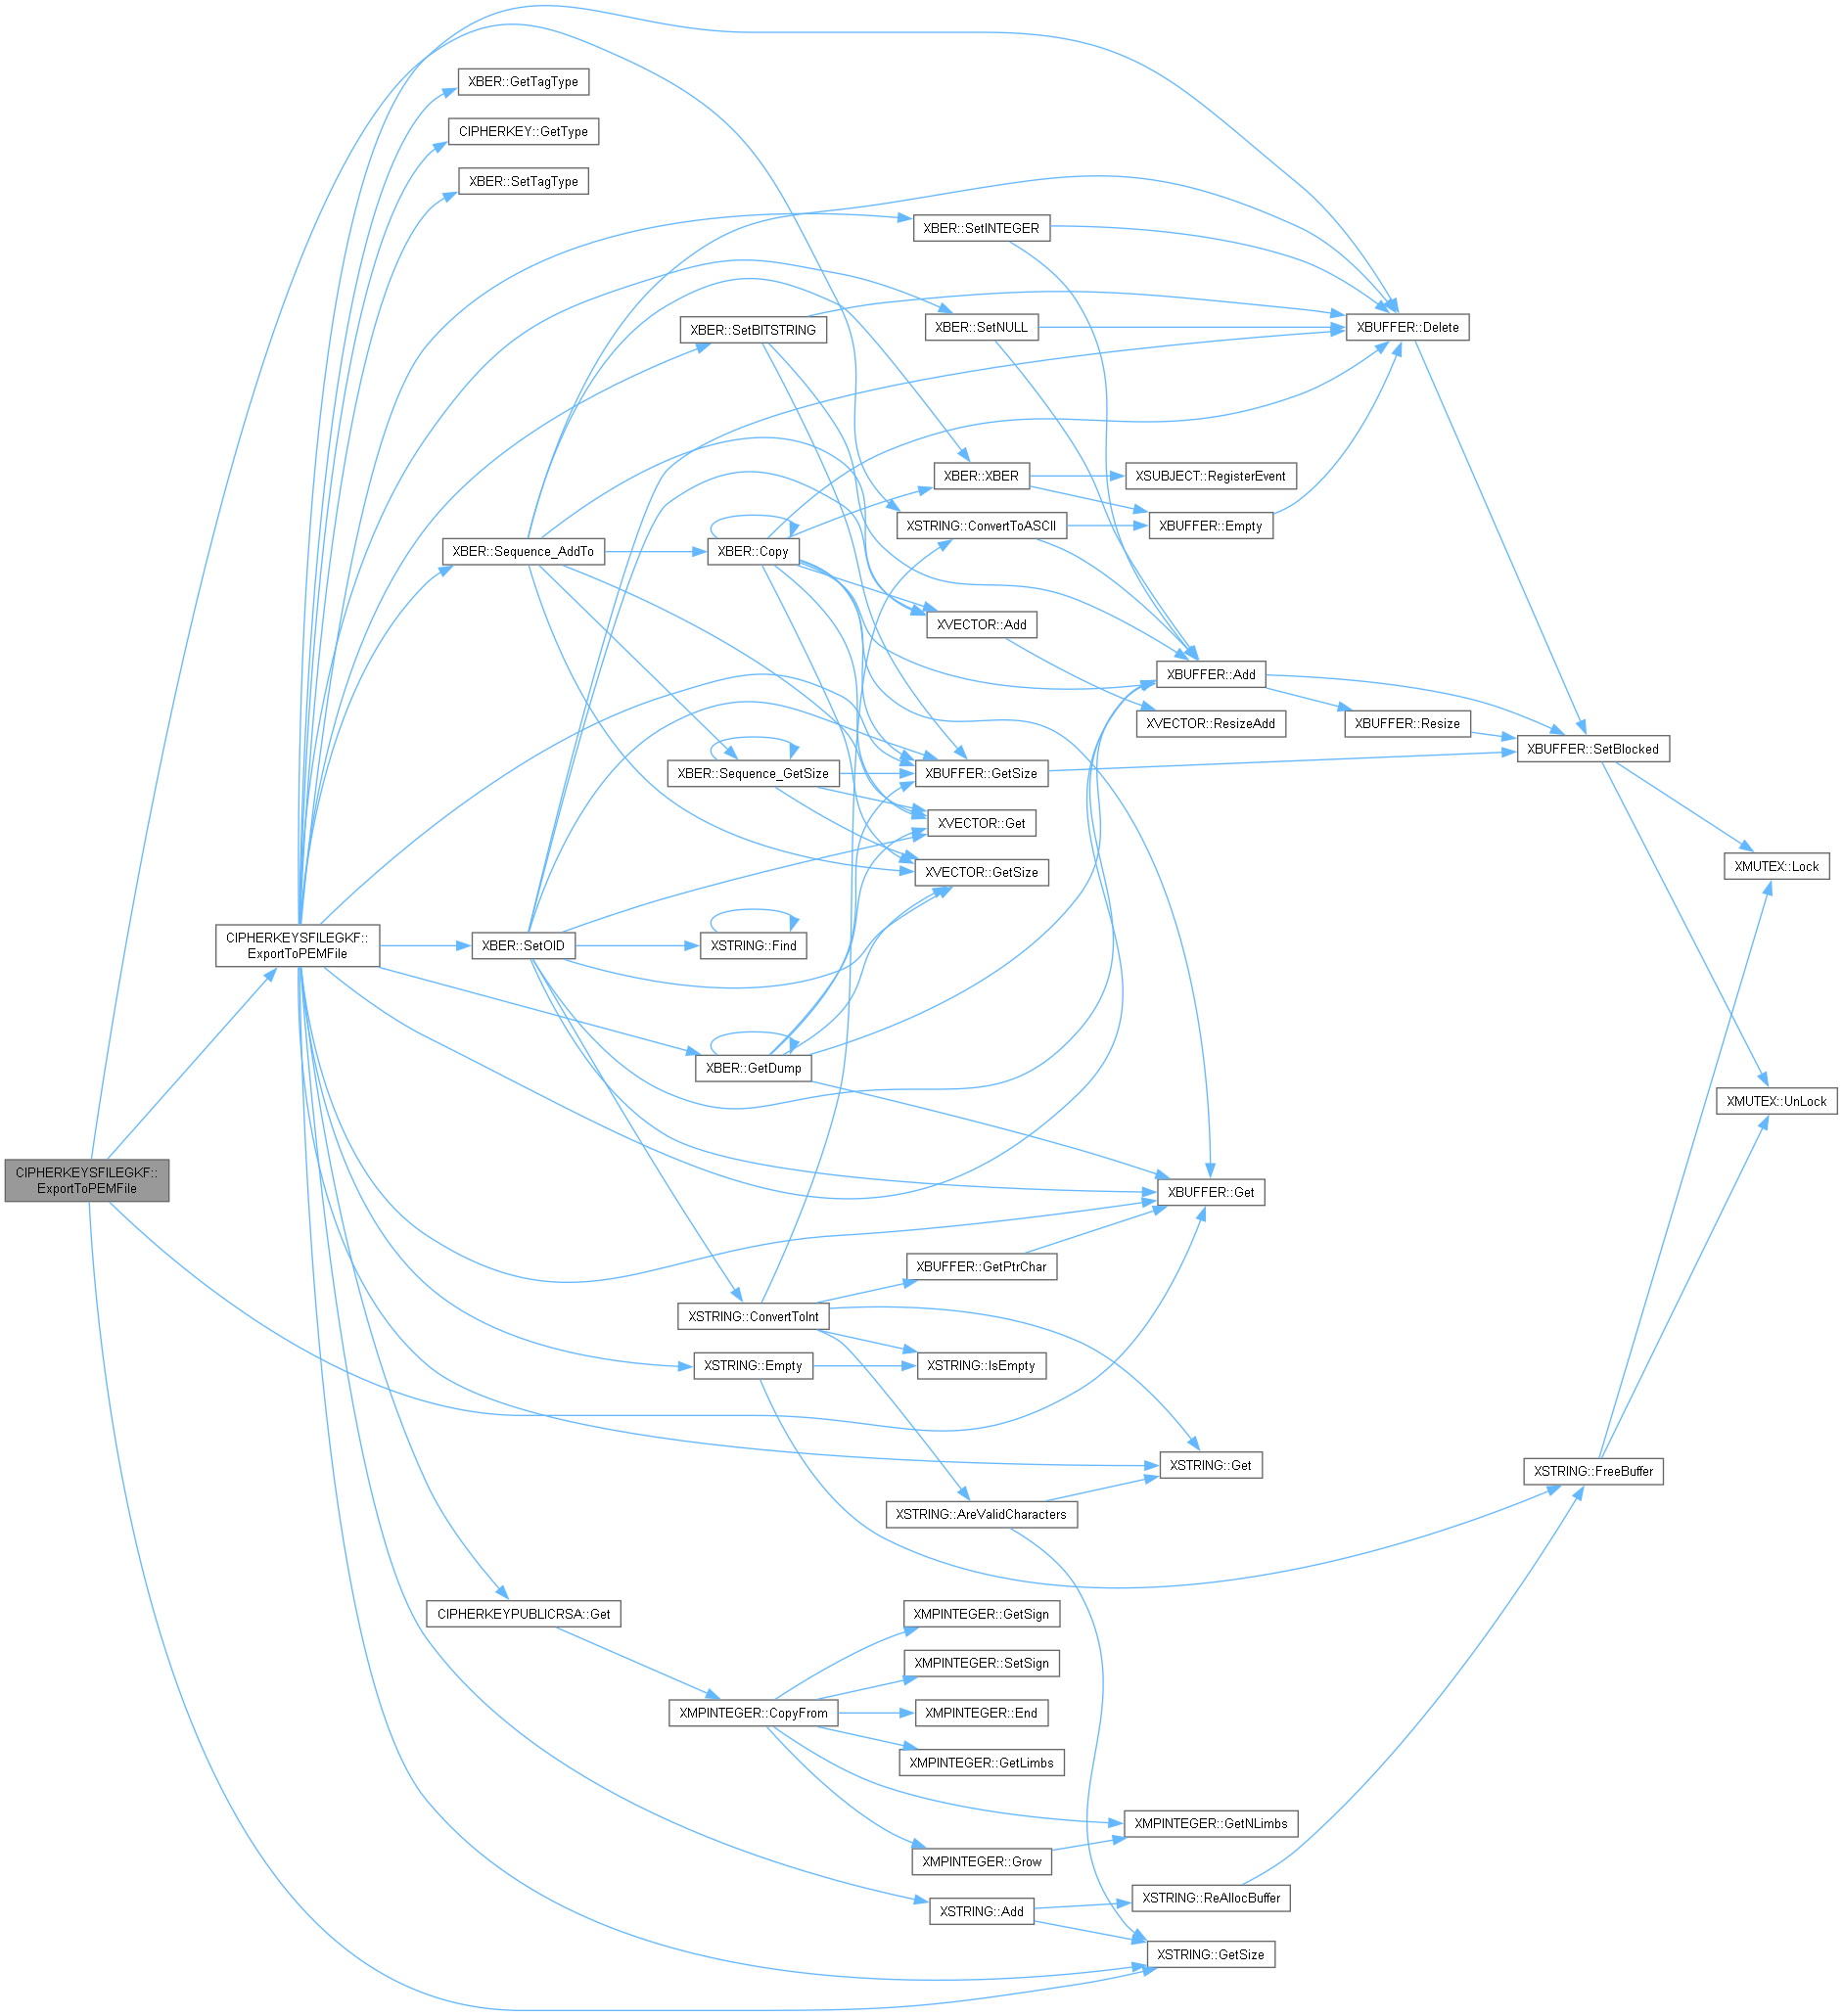 XBER::GetTagType
CIPHERKEY::GetType
XBER::SetTagType
XBER::SetINTEGER
XBER::SetBITSTRING
XBER::SetNULL
XBUFFER::Delete
XBER::XBER
XSUBJECT::RegisterEvent
XSTRING::ConvertToASCII
XBUFFER::Empty
XBER::Sequence_AddTo
XBER::Copy
XVECTOR::Add
XBUFFER::Add
XVECTOR::ResizeAdd
XBUFFER::Resize
XBUFFER::SetBlocked
XBER::Sequence_GetSize
XBUFFER::GetSize
XVECTOR::Get
XVECTOR::GetSize
XMUTEX::Lock
CIPHERKEYSFILEGKF::
ExportToPEMFile
XBER::SetOID
XSTRING::Find
XBER::GetDump
XMUTEX::UnLock
CIPHERKEYSFILEGKF::
ExportToPEMFile
XBUFFER::Get
XBUFFER::GetPtrChar
XSTRING::ConvertToInt
XSTRING::Empty
XSTRING::IsEmpty
XSTRING::Get
XSTRING::FreeBuffer
XSTRING::AreValidCharacters
CIPHERKEYPUBLICRSA::Get
XMPINTEGER::GetSign
XMPINTEGER::SetSign
XMPINTEGER::CopyFrom
XMPINTEGER::End
XMPINTEGER::GetLimbs
XMPINTEGER::GetNLimbs
XMPINTEGER::Grow
XSTRING::ReAllocBuffer
XSTRING::Add
XSTRING::GetSize